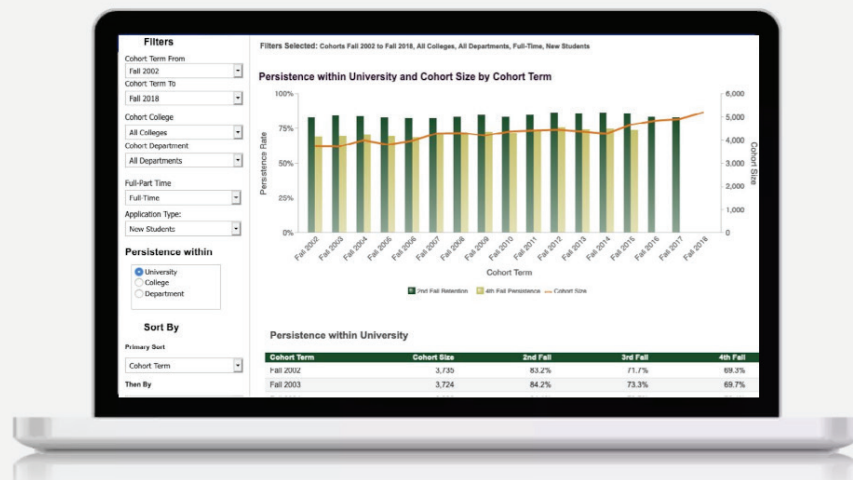 Filters
Cohort Term From
Fall 2002
Cohort Term To
Fall 2018
Cohort College
All Colleges
Cohort Department
All Departments
Full-Part Time
Full-Time
Application Type:
New Students
Persistence within
University
College
Department
Sort By
Primary Sort
Cohort Term
Then By
Filters Selected: Cohorts Fall 2002 to Fall 2018, All Colleges, All Departments, Full-Time, New Students
Persistence within University and Cohort Size by Cohort Term
100%
75%
50%
25%
0%
Persistence Rate
6,000
5,000
4,000
3,000
2,000
1,000
0
Cohort Size
Fall 2002
Fall 2003
Fall 2004
Fall 2005
Fall 2006
Fall 2007
Fall 2008
Fall 2009
Fall 2010
Fall 2011
Fall 2012
Fall 2013
Fall 2014
Fall 2015
Fall 2016
Fall 2017
Fall 2018
Cohort Term
2nd Fall Retention 4th Fall Persistence Cohort Size
Persistence within University
Cohort Term Cohort Size 2nd Fall 3rd Fall 4th Fall
Fall 2002 3,735 83.2% 71.7% 69.3%
Fall 2003 3,724 84.2% 73.3% 69.7%